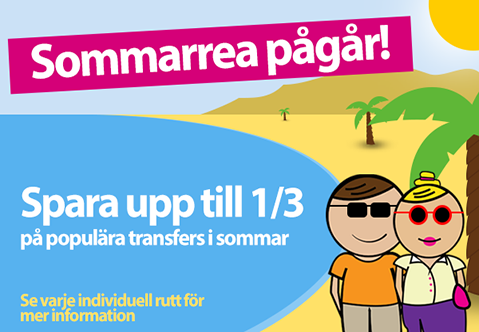 Sommarrea pågår!
Spara upp till 1/3
på populära transfers i sommar
Se varje individuell rutt för
mer information